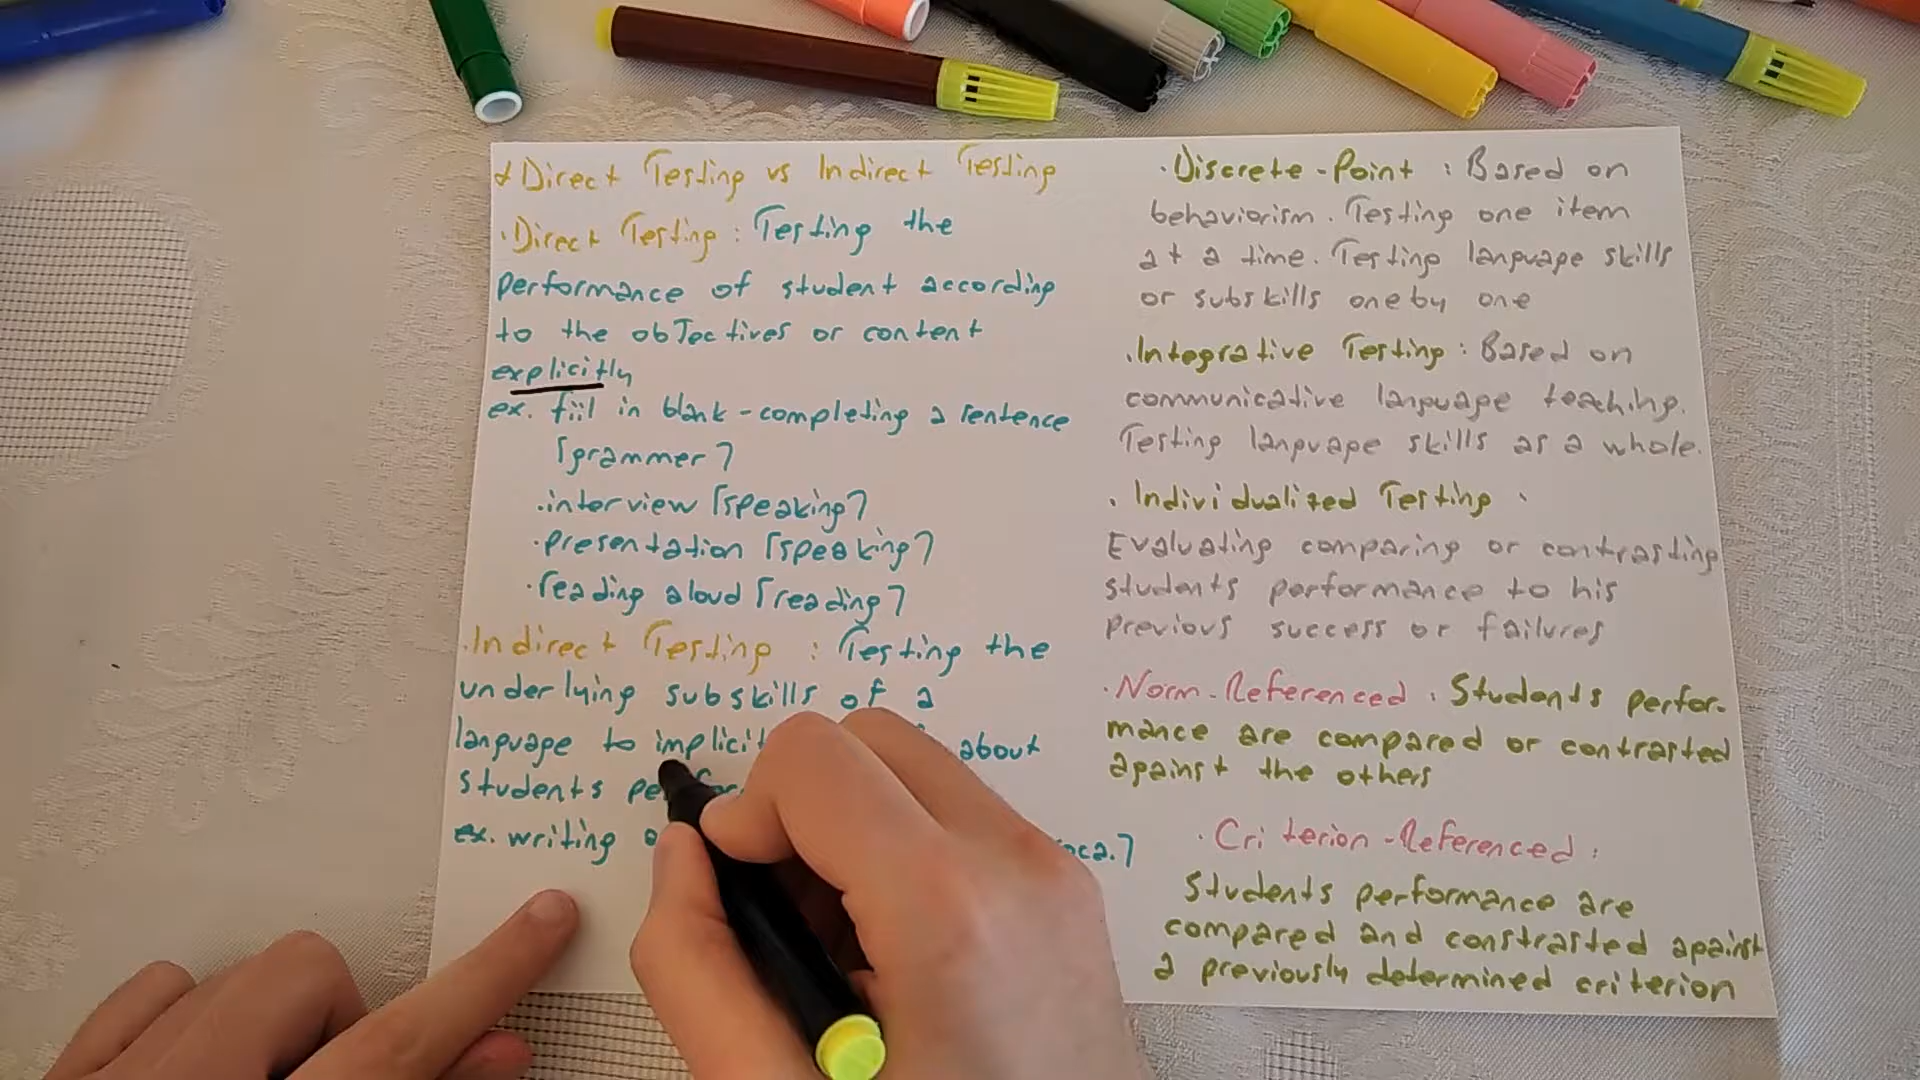 Direct Testing vs Indirect Testing
· Direct Testing : Testing the
performance of student according
to the objectives or content
explicitly
ex. fiil in blank - completing a sentence
[grammer]
· interview [speaking]
· presentation [speaking]
· reading aloud [reading]
· Indirect Testing : Testing the
underlying subskills of a
language to about
students
ex. writing
· Discrete - Point : Based on
behaviorism. Testing one item
at a time. Testing language skills
or subskills one by one
· Integrative Testing : Based on
communicative language teaching.
Testing language skills as a whole.
· Individualized Testing
Evaluating comparing or contrasting
students performance to his
previous success or failures
· Norm - Referenced : Students perfor-
mance are compared or contrasted
against the others
· Criterion - Referenced :
Students performance are
compared and constrasted against
a previously determined criterion